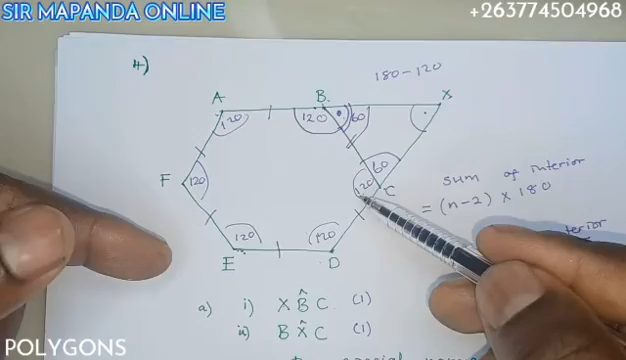 SIR MAPANDA ONLINE
+263774504968
4)
180-120
A
B
X
120
120
60
F
120
60
120
C
sum of interior
= (n-2) × 180
120
120
E
D
a) i) XB̂C (1)
ii) BX̂C (1)
special
POLYGONS